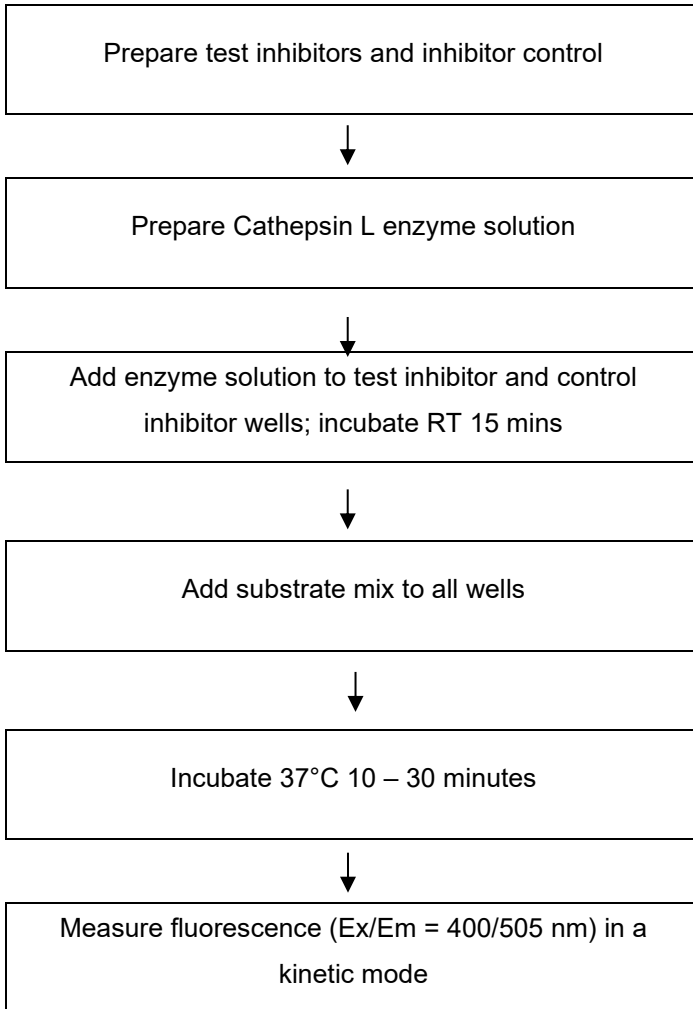 Prepare test inhibitors and inhibitor control
Prepare Cathepsin L enzyme solution
Add enzyme solution to test inhibitor and control
inhibitor wells; incubate RT 15 mins
Add substrate mix to all wells
Incubate 37°C 10 – 30 minutes
Measure fluorescence (Ex/Em = 400/505 nm) in a
kinetic mode